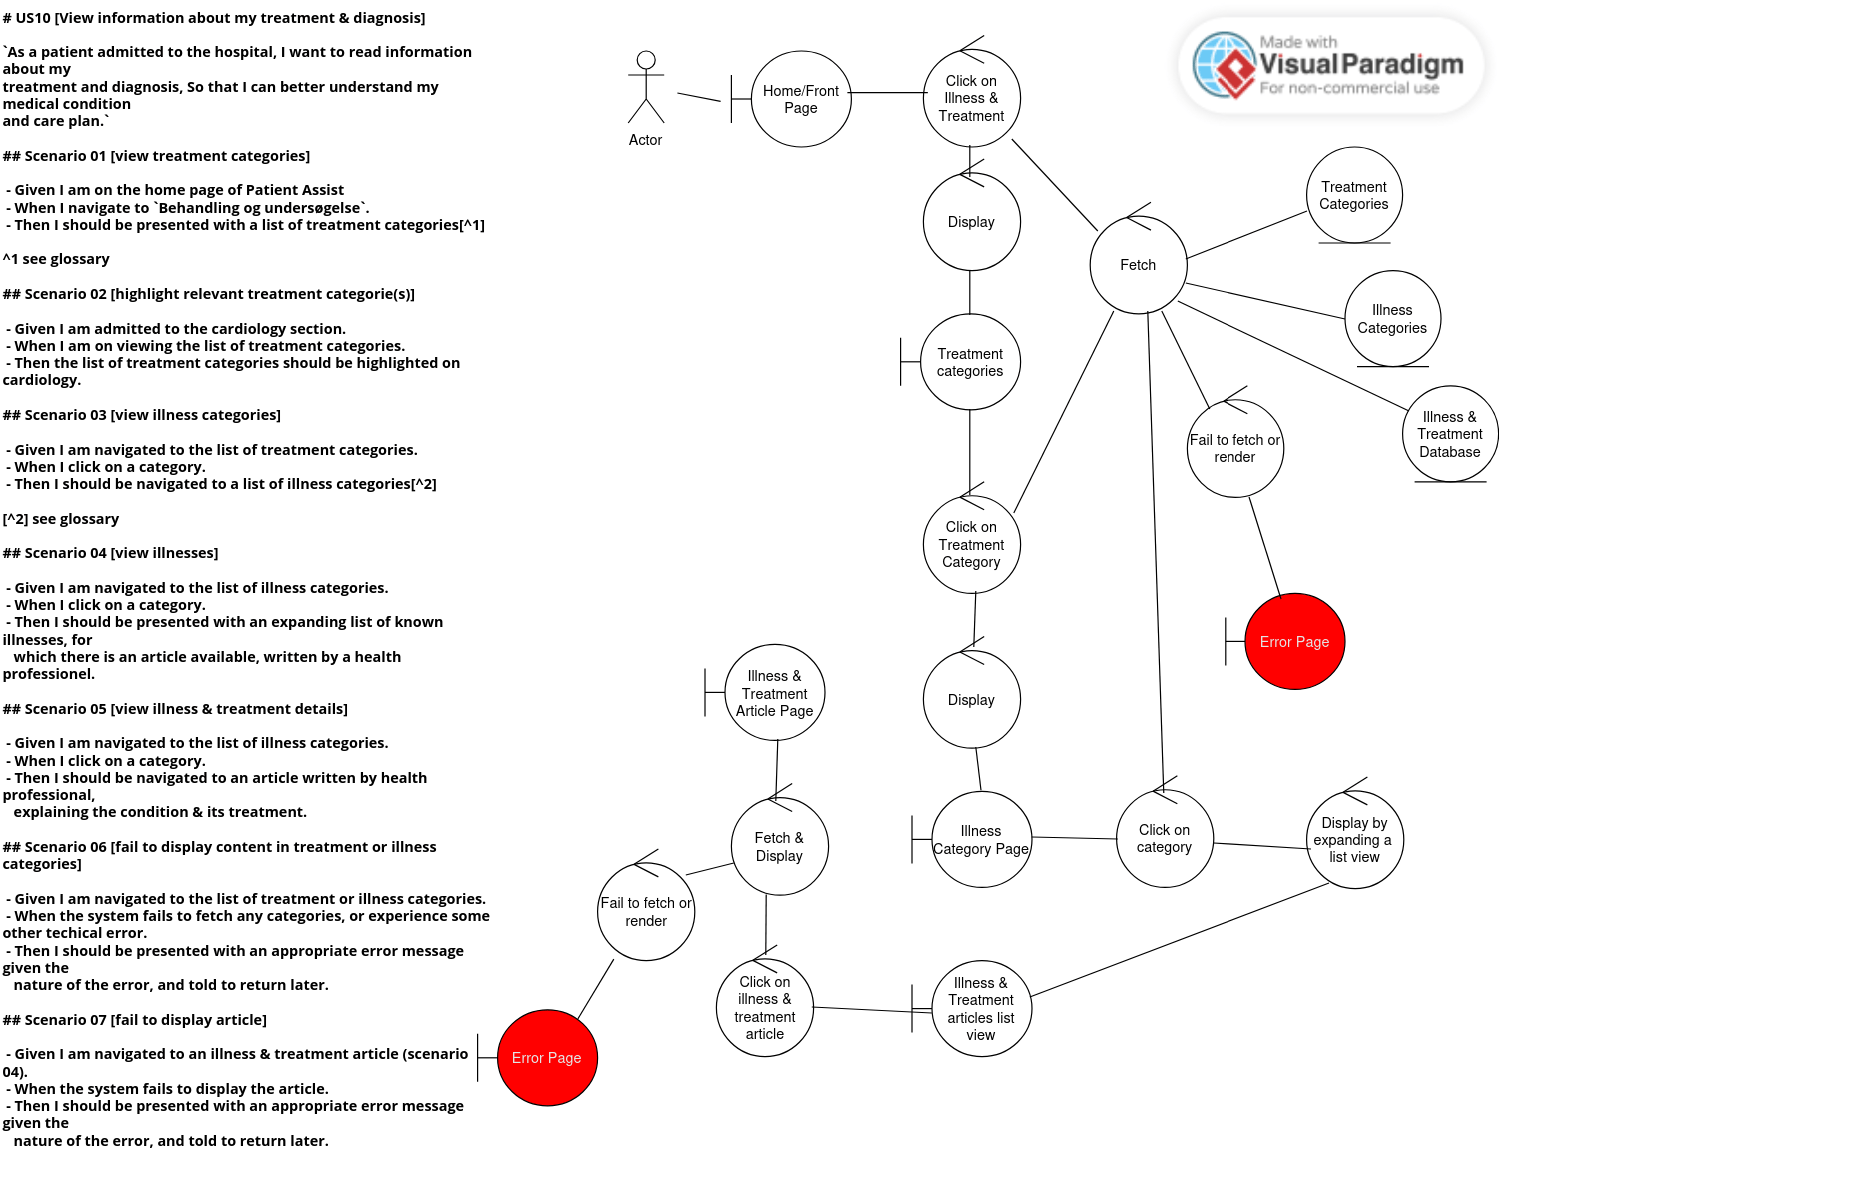 # US10 [View information about my treatment & diagnosis]
`As a patient admitted to the hospital, I want to read information
about my
treatment and diagnosis, So that I can better understand my
medical condition
and care plan.`
## Scenario 01 [view treatment categories]
- Given I am on the home page of Patient Assist
- When I navigate to `Behandling og undersøgelse`.
- Then I should be presented with a list of treatment categories[^1]
^1 see glossary
## Scenario 02 [highlight relevant treatment categorie(s)]
- Given I am admitted to the cardiology section.
- When I am on viewing the list of treatment categories.
- Then the list of treatment categories should be highlighted on
cardiology.
## Scenario 03 [view illness categories]
- Given I am navigated to the list of treatment categories.
- When I click on a category.
- Then I should be navigated to a list of illness categories[^2]
[^2] see glossary
## Scenario 04 [view illnesses]
- Given I am navigated to the list of illness categories.
- When I click on a category.
- Then I should be presented with an expanding list of known
illnesses, for
which there is an article available, written by a health
professionel.
## Scenario 05 [view illness & treatment details]
- Given I am navigated to the list of illness categories.
- When I click on a category.
- Then I should be navigated to an article written by health
professional,
explaining the condition & its treatment.
## Scenario 06 [fail to display content in treatment or illness
categories]
- Given I am navigated to the list of treatment or illness categories.
- When the system fails to fetch any categories, or experience some
other techical error.
- Then I should be presented with an appropriate error message
given the
nature of the error, and told to return later.
## Scenario 07 [fail to display article]
- Given I am navigated to an illness & treatment article (scenario
04).
- When the system fails to display the article.
- Then I should be presented with an appropriate error message
given the
nature of the error, and told to return later.
Actor
Home/Front
Page
Click on
Illness &
Treatment
Made with
VisualParadigm
For non-commercial use
Display
Fetch
Treatment
Categories
Illness
Categories
Illness &
Treatment
Database
Treatment
categories
Fail to fetch or
render
Click on
Treatment
Category
Error Page
Illness &
Treatment
Article Page
Display
Fetch &
Display
Illness
Category Page
Click on
category
Display by
expanding a
list view
Fail to fetch or
render
Click on
illness &
treatment
article
Illness &
Treatment
articles list
view
Error Page